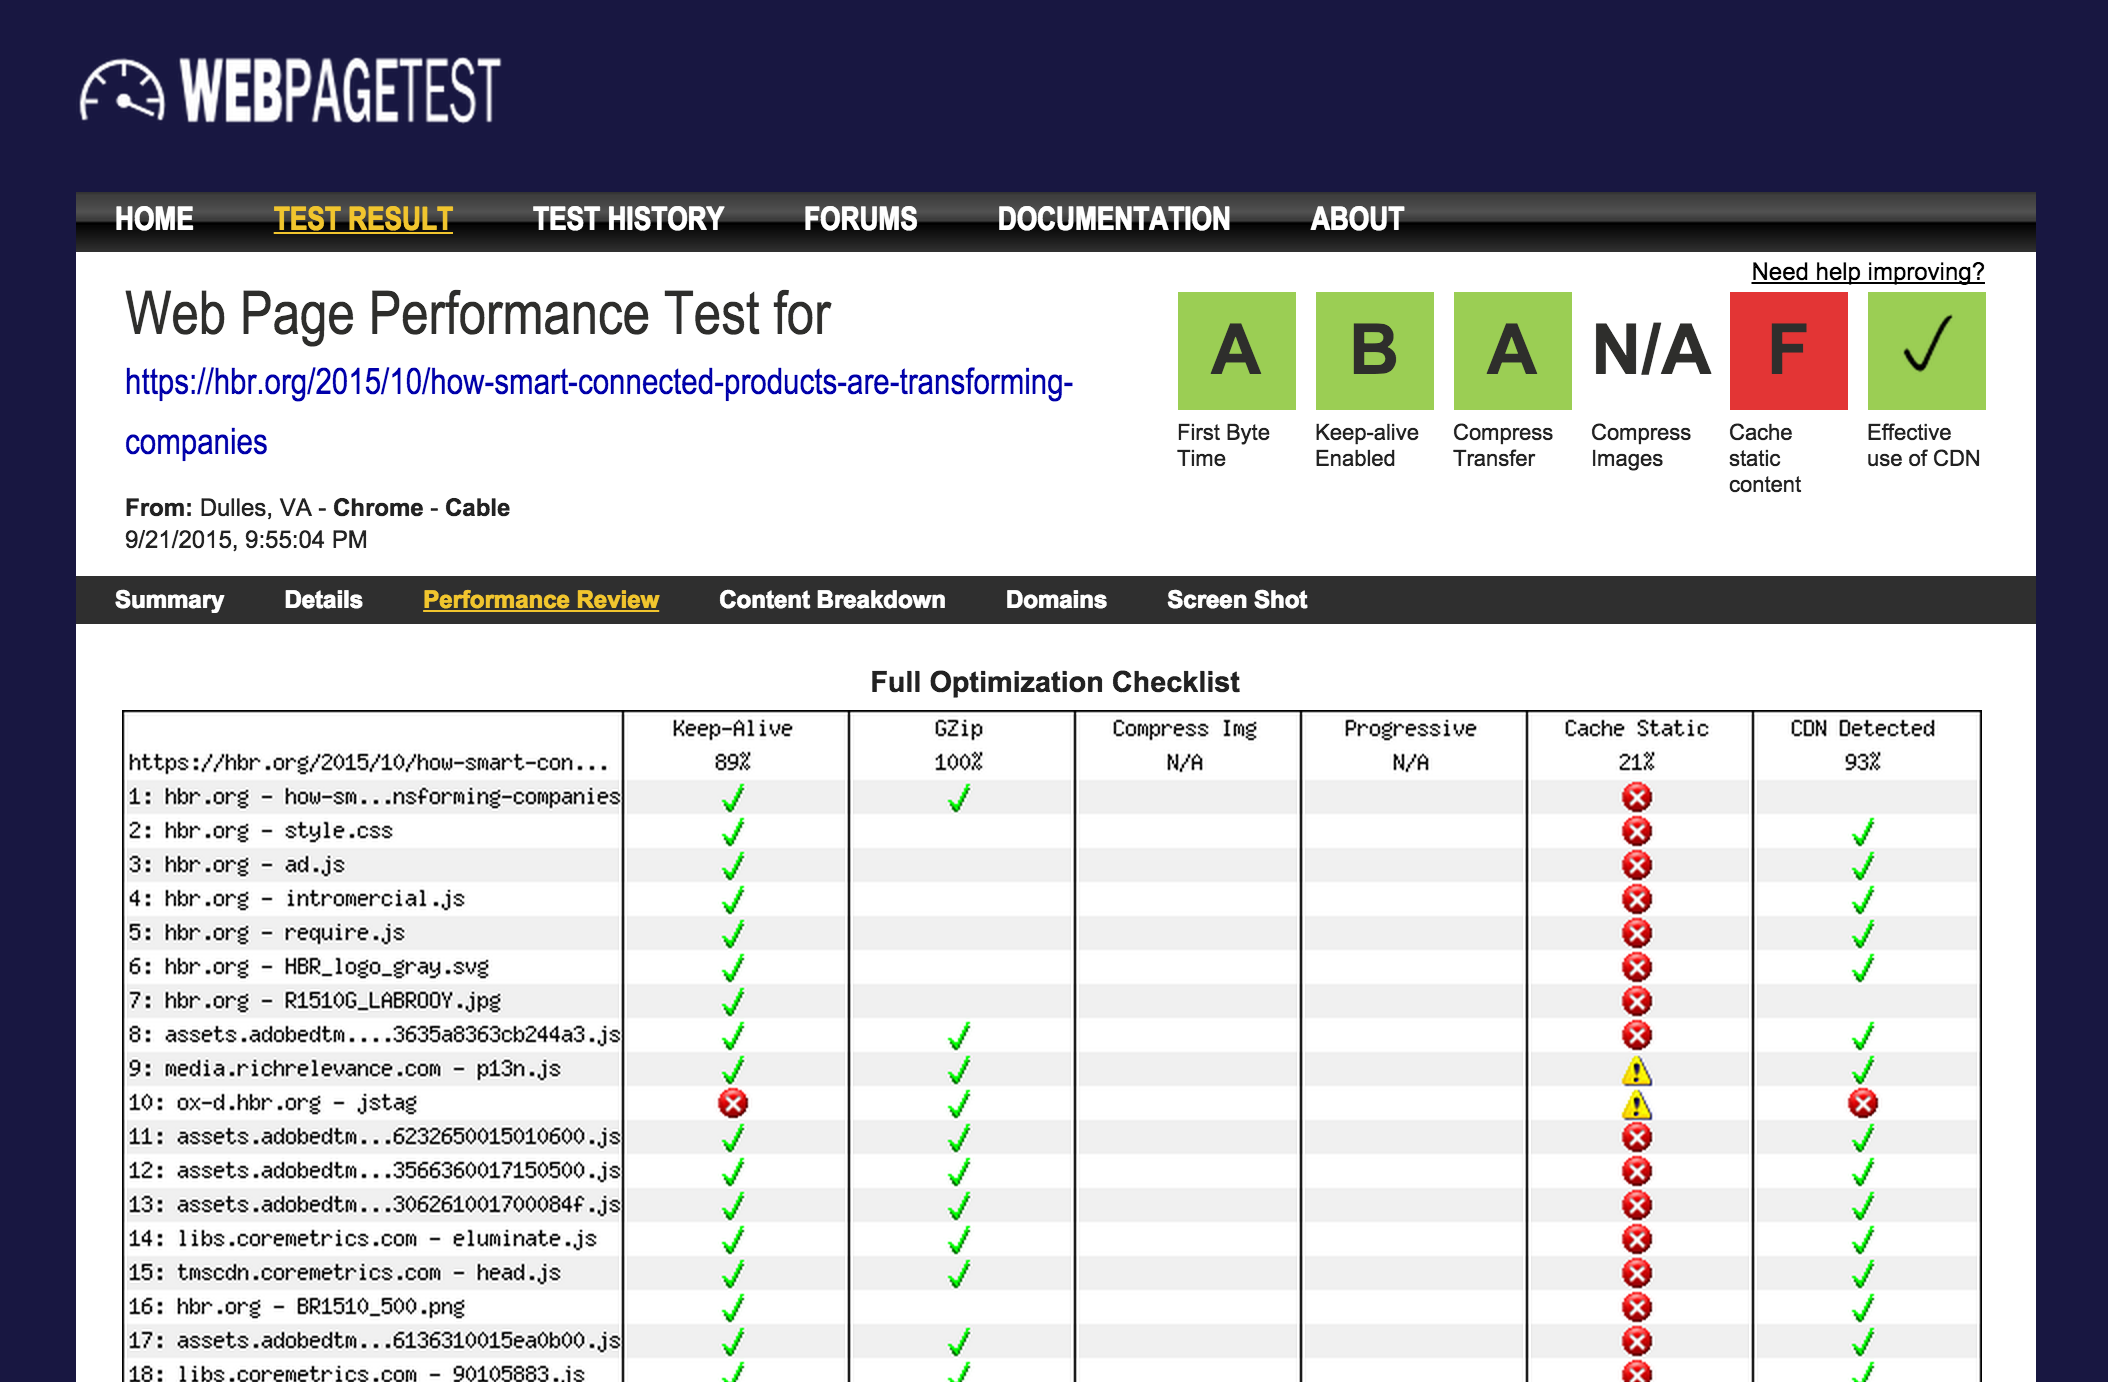 WEBPAGETEST
HOME TEST RESULT TEST HISTORY FORUMS DOCUMENTATION ABOUT
Need help improving?
Web Page Performance Test for
https://hbr.org/2015/10/how-smart-connected-products-are-transforming-
companies
From: Dulles, VA - Chrome - Cable
9/21/2015, 9:55:04 PM
A B A N/A F
First Byte Time
Keep-alive Enabled
Compress Transfer
Compress Images
Cache static content
Effective use of CDN
Summary Details Performance Review Content Breakdown Domains Screen Shot
Full Optimization Checklist
Keep-Alive GZip Compress Img Progressive Cache Static CDN Detected
https://hbr.org/2015/10/how-smart-con... 89% 100% N/A N/A 21% 93%
1: hbr.org - how-sm...nsforming-companies
2: hbr.org - style.css
3: hbr.org - ad.js
4: hbr.org - intromercial.js
5: hbr.org - require.js
6: hbr.org - HBR_logo_gray.svg
7: hbr.org - R1510G_LABROOY.jpg
8: assets.adobedtm....3635a8363cb244a3.js
9: media.richrelevance.com - p13n.js
10: ox-d.hbr.org - jstag
11: assets.adobedtm...6232650015010600.js
12: assets.adobedtm...3566360017150500.js
13: assets.adobedtm...306261001700084f.js
14: libs.coremetrics.com - eluminate.js
15: tmscdn.coremetrics.com - head.js
16: hbr.org - BR1510_500.png
17: assets.adobedtm...6136310015ea0b00.js
18: libs.coremetrics.com - 90105883.js